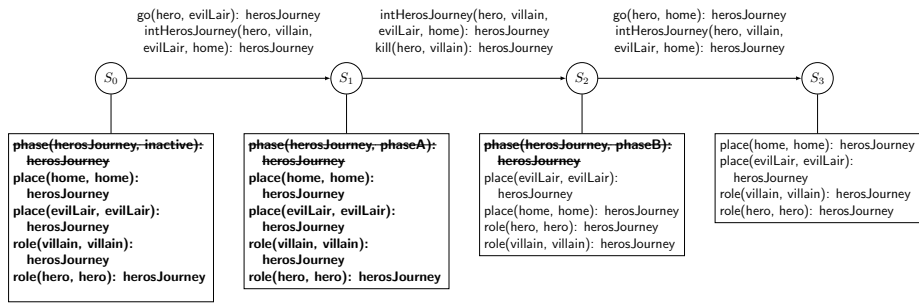 go(hero, evilLair): herosJourney
intHerosJourney(hero, villain,
evilLair, home): herosJourney
intHerosJourney(hero, villain,
evilLair, home): herosJourney
kill(hero, villain): herosJourney
go(hero, home): herosJourney
intHerosJourney(hero, villain,
evilLair, home): herosJourney
S0
S1
S2
S3
phase(herosJourney, inactive):
herosJourney
place(home, home):
herosJourney
place(evilLair, evilLair):
herosJourney
role(villain, villain):
herosJourney
role(hero, hero): herosJourney
phase(herosJourney, phaseA):
herosJourney
place(home, home):
herosJourney
place(evilLair, evilLair):
herosJourney
role(villain, villain):
herosJourney
role(hero, hero): herosJourney
phase(herosJourney, phaseB):
herosJourney
place(evilLair, evilLair):
herosJourney
place(home, home): herosJourney
role(hero, hero): herosJourney
role(villain, villain): herosJourney
place(home, home): herosJourney
place(evilLair, evilLair):
herosJourney
role(villain, villain): herosJourney
role(hero, hero): herosJourney